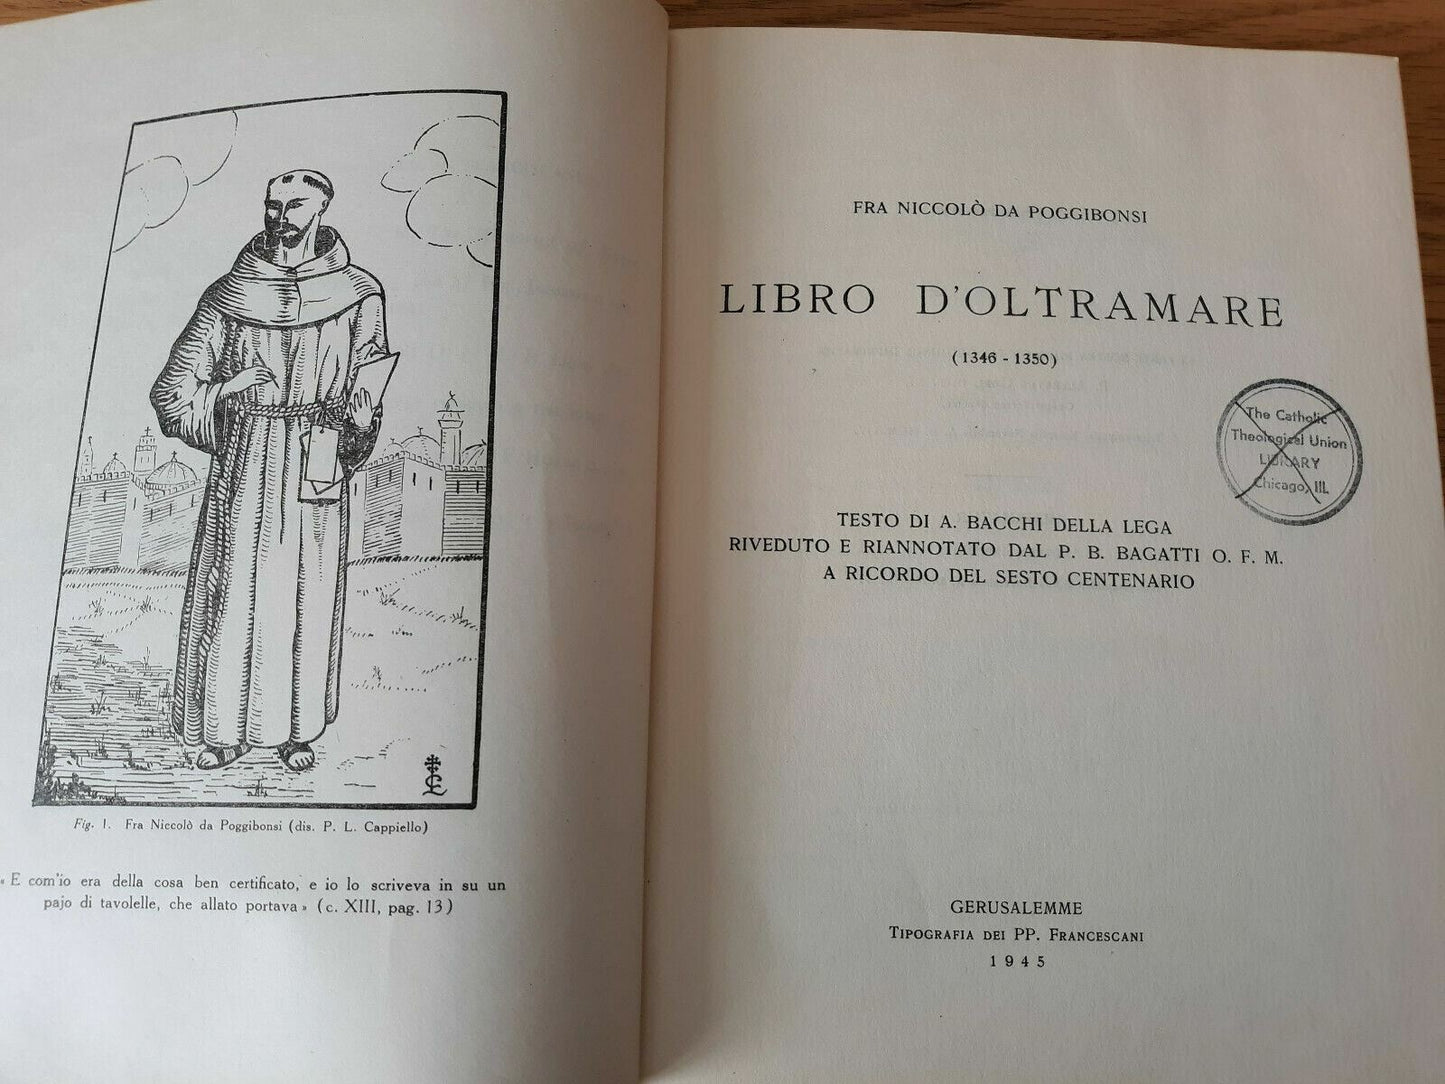 Fig. 1. Fra Niccolò da Poggibonsi (dis. P. L. Cappiello)
« E com'io era della cosa ben certificato, e io lo scriveva in su un
pajo di tavolelle, che allato portava » (c. XIII, pag. 13)
FRA NICCOLÒ DA POGGIBONSI
LIBRO D'OLTRAMARE
(1346 - 1350)
The Catholic
Theological Union
LIBRARY
Chicago, Ill.
TESTO DI A. BACCHI DELLA LEGA
RIVEDUTO E RIANNOTATO DAL P. B. BAGATTI O. F. M.
A RICORDO DEL SESTO CENTENARIO
GERUSALEMME
TIPOGRAFIA DEI PP. FRANCESCANI
1945